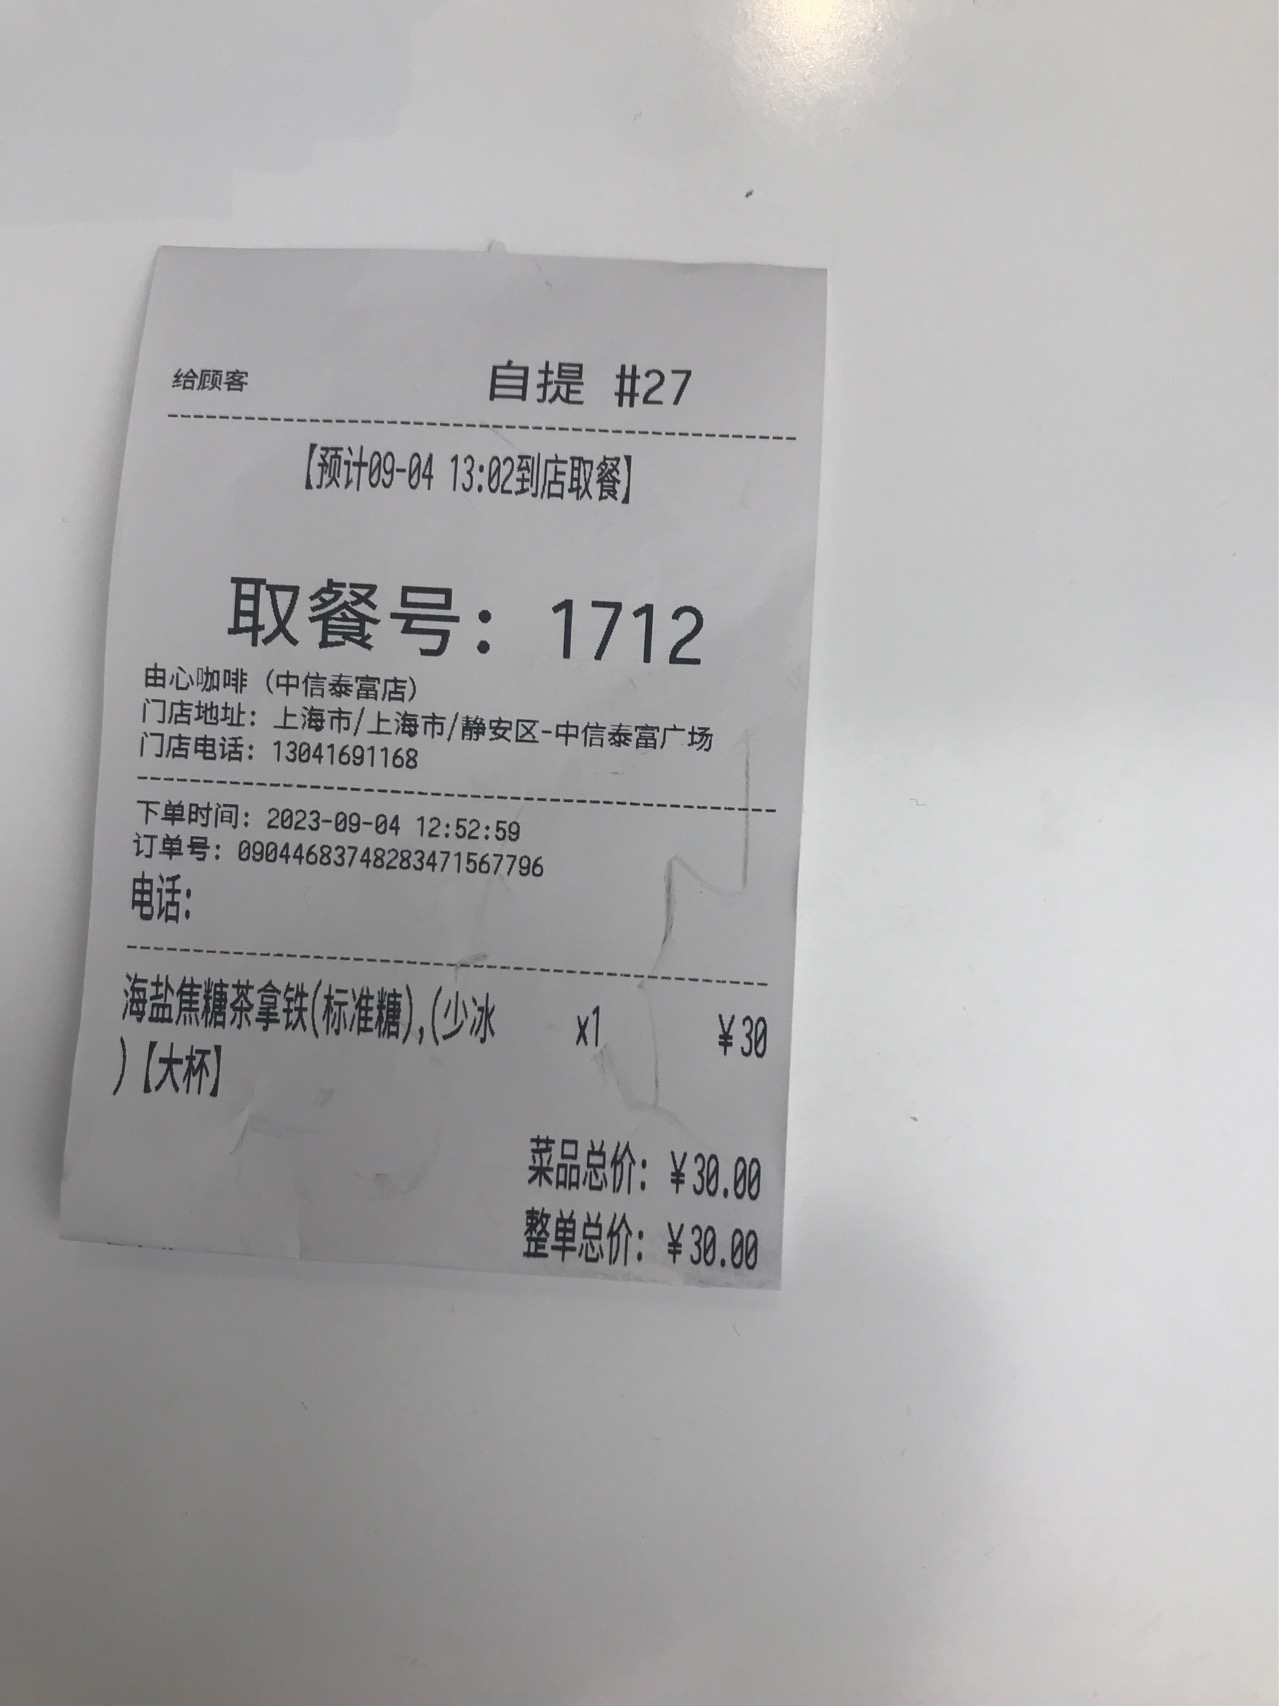 给顾客 自提 #27
【预计09-04 13:02到店取餐】
取餐号：1712
由心咖啡（中信泰富店）
门店地址：上海市/上海市/静安区-中信泰富广场
门店电话：13041691168
下单时间：2023-09-04 12:52:59
订单号：090446837482834715677​96
电话：
海盐焦糖茶拿铁(标准糖),(少冰 x1 ￥30
)【大杯】
菜品总价：￥30.00
整单总价：￥30.00